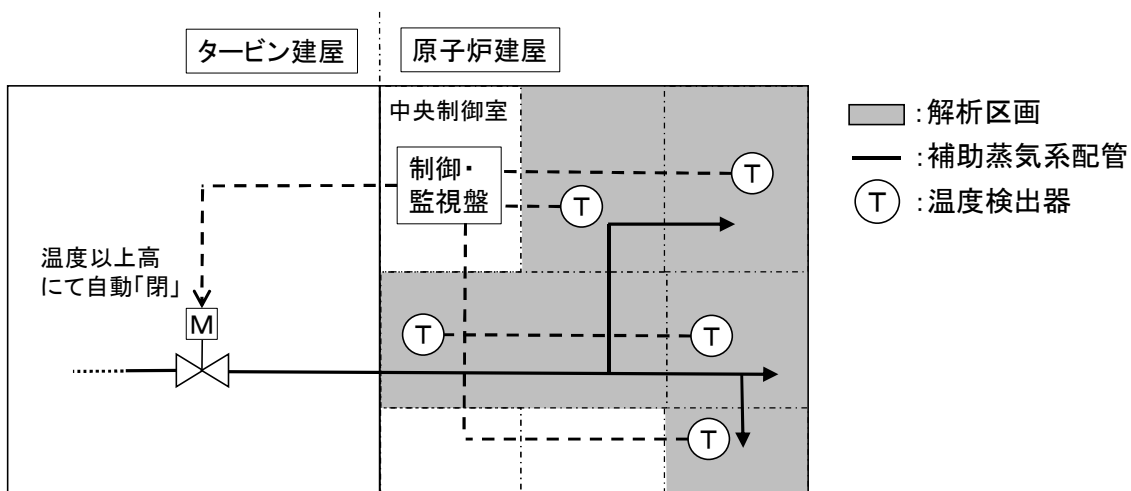 タービン建屋
原子炉建屋
中央制御室
制御・
監視盤
T
T
温度以上高
にて自動「閉」
M
T
T
T
：解析区画
：補助蒸気系配管
T：温度検出器